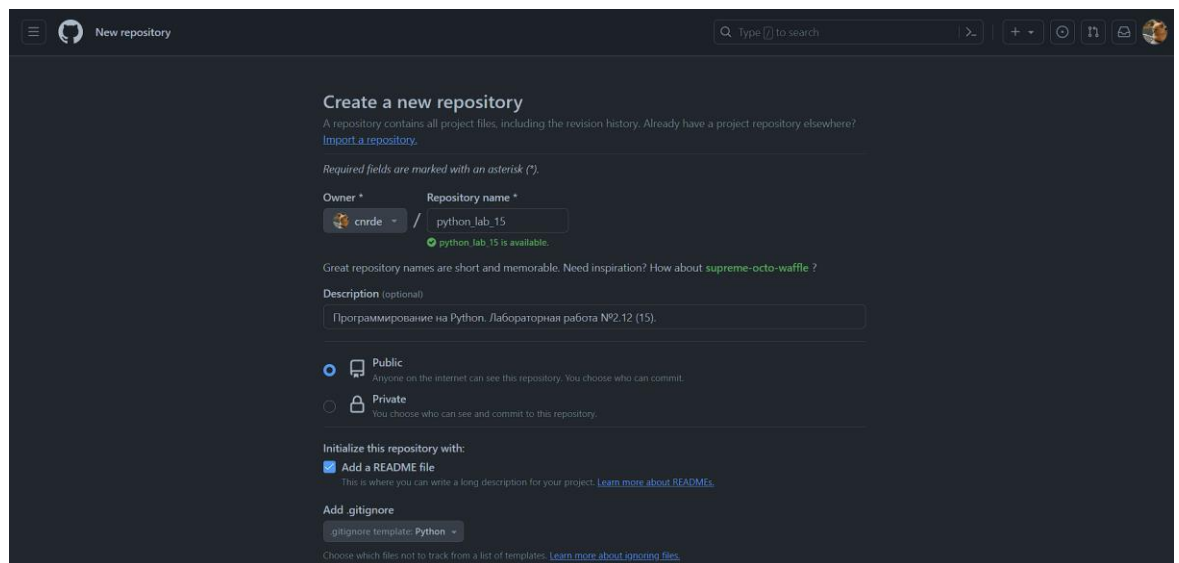 New repository
Type / to search
Create a new repository
A repository contains all project files, including the revision history. Already have a project repository elsewhere?
Import a repository.
Required fields are marked with an asterisk (*).
Owner *
Repository name *
cnrde / python_lab_15
python_lab_15 is available.
Great repository names are short and memorable. Need inspiration? How about supreme-octo-waffle ?
Description (optional)
Программирование на Python. Лабораторная работа №2.12 (15).
Public
Anyone on the internet can see this repository. You choose who can commit.
Private
You choose who can see and commit to this repository.
Initialize this repository with:
Add a README file
This is where you can write a long description for your project. Learn more about READMEs.
Add .gitignore
.gitignore template: Python
Choose which files not to track from a list of templates. Learn more about ignoring files.